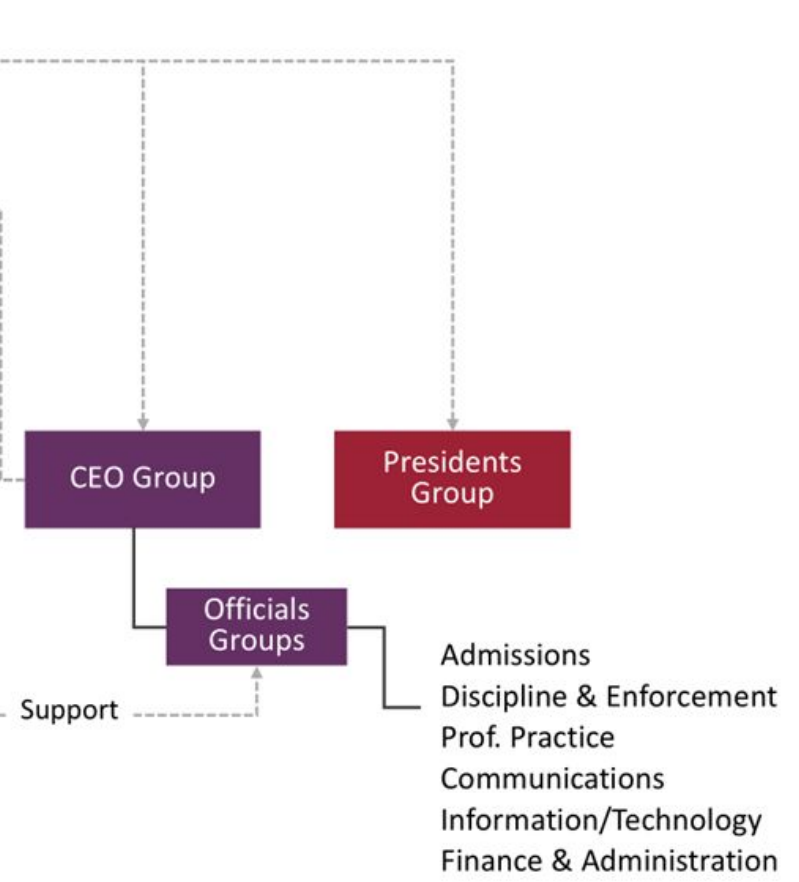 CEO Group
Presidents
Group
Officials
Groups
Support
Admissions
Discipline & Enforcement
Prof. Practice
Communications
Information/Technology
Finance & Administration